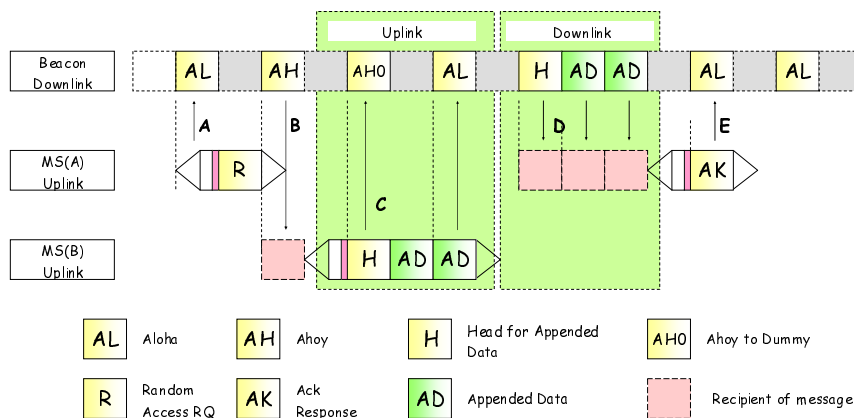 Uplink
Downlink
Beacon
Downlink
AL
AH
AH0
AL
H
AD
AD
AL
AL
A
B
D
E
MS(A)
Uplink
R
AK
C
MS(B)
Uplink
H
AD
AD
AL
Aloha
AH
Ahoy
H
Head for Appended
Data
AH0
Ahoy to Dummy
R
Random
Access RQ
AK
Ack
Response
AD
Appended Data
Recipient of message